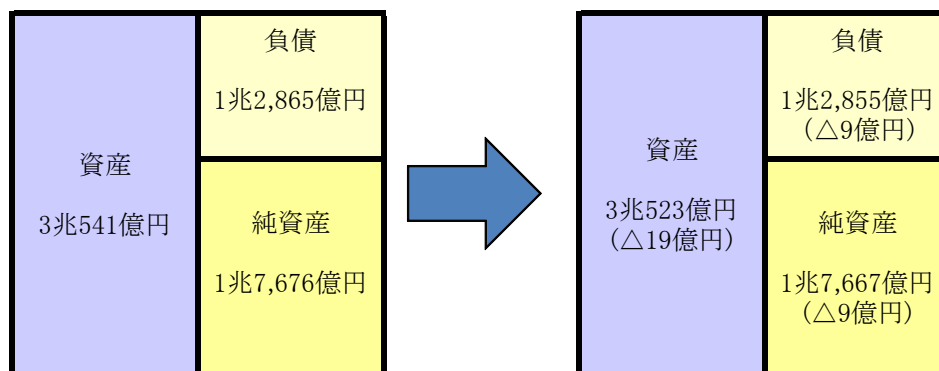 資産
3兆541億円
負債
1兆2,865億円
純資産
1兆7,676億円
資産
3兆523億円
(△19億円)
負債
1兆2,855億円
(△9億円)
純資産
1兆7,667億円
(△9億円)